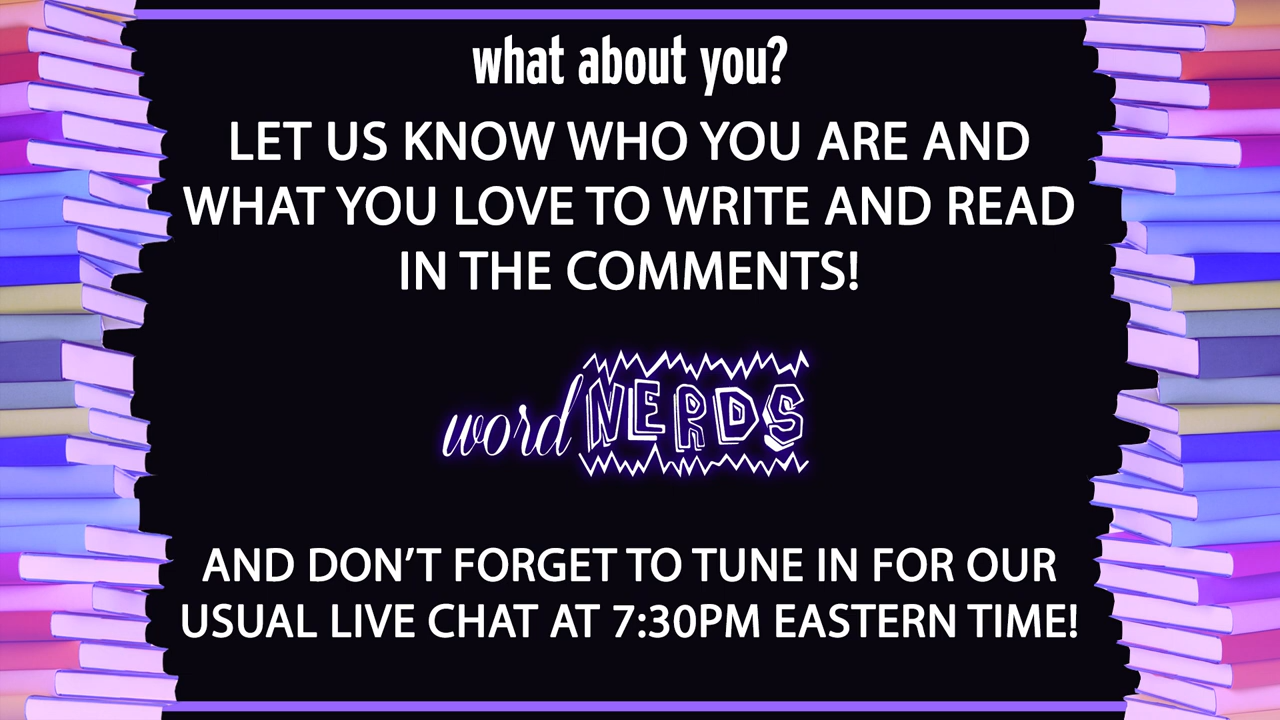 what about you?
LET US KNOW WHO YOU ARE AND
WHAT YOU LOVE TO WRITE AND READ
IN THE COMMENTS!
word NERDS
AND DON’T FORGET TO TUNE IN FOR OUR
USUAL LIVE CHAT AT 7:30PM EASTERN TIME!